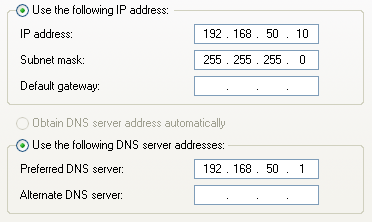 Use the following IP address:
IP address: 192 . 168 . 50 . 10
Subnet mask: 255 . 255 . 255 . 0
Default gateway: . . .
Obtain DNS server address automatically
Use the following DNS server addresses:
Preferred DNS server: 192 . 168 . 50 . 1
Alternate DNS server: . . .